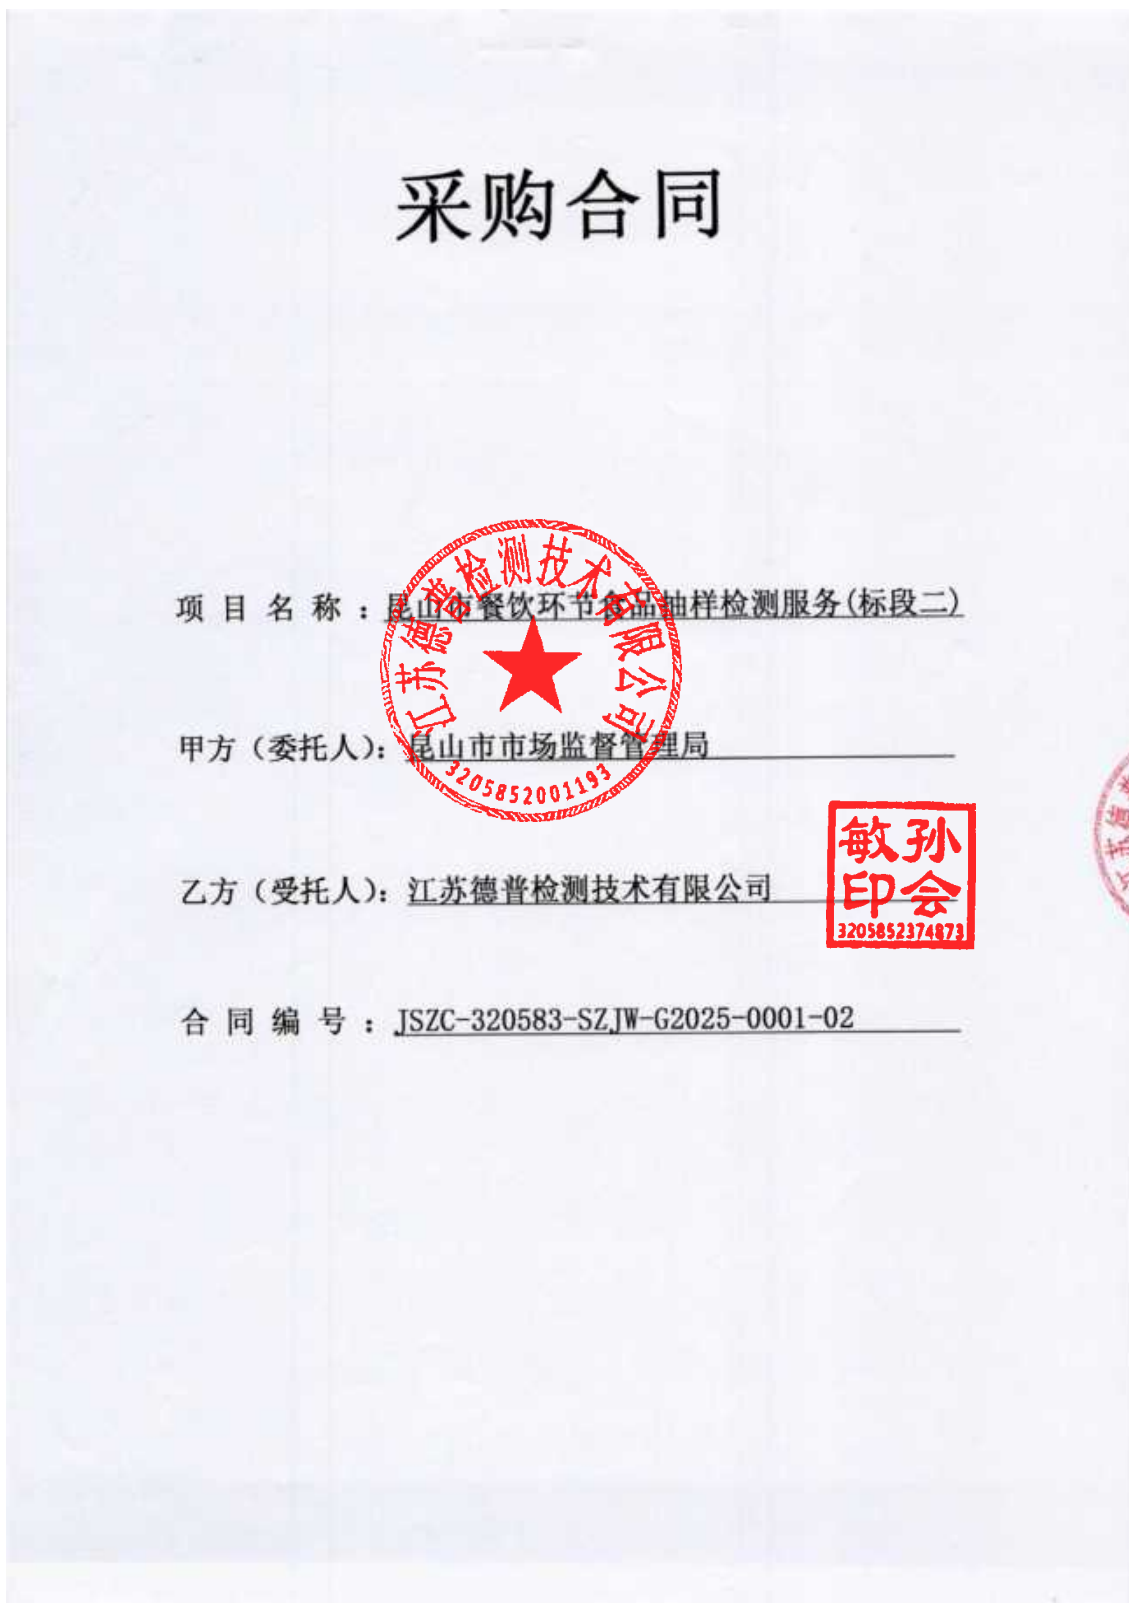 采购合同
江苏德普检测技术有限公司
项目名称：昆山市餐饮环节食品抽样检测服务(标段二)
甲方（委托人）：昆山市市场监督管理局
3205852001193
乙方（受托人）：江苏德普检测技术有限公司
敏孙
印会
3205852374873
合同编号：JSZC-320583-SZJW-G2025-0001-02